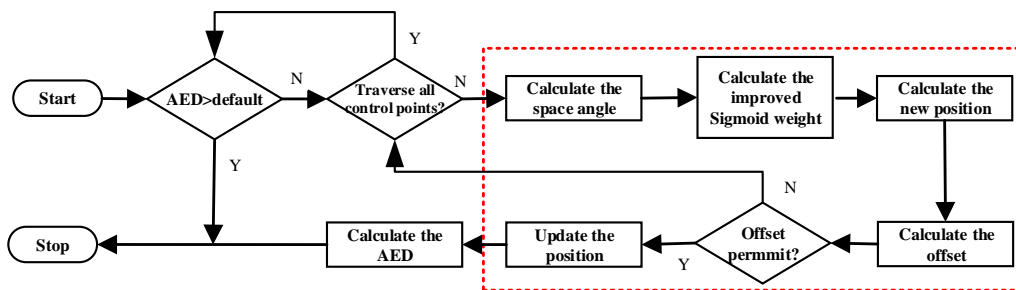 Y
Start
AED>default
N
Traverse all
control points?
N
Calculate the
space angle
Calculate the
improved
Sigmoid weight
Calculate the
new position
Y
N
Stop
Calculate the
AED
Update the
position
Y
Offset
permmit?
Calculate the
offset